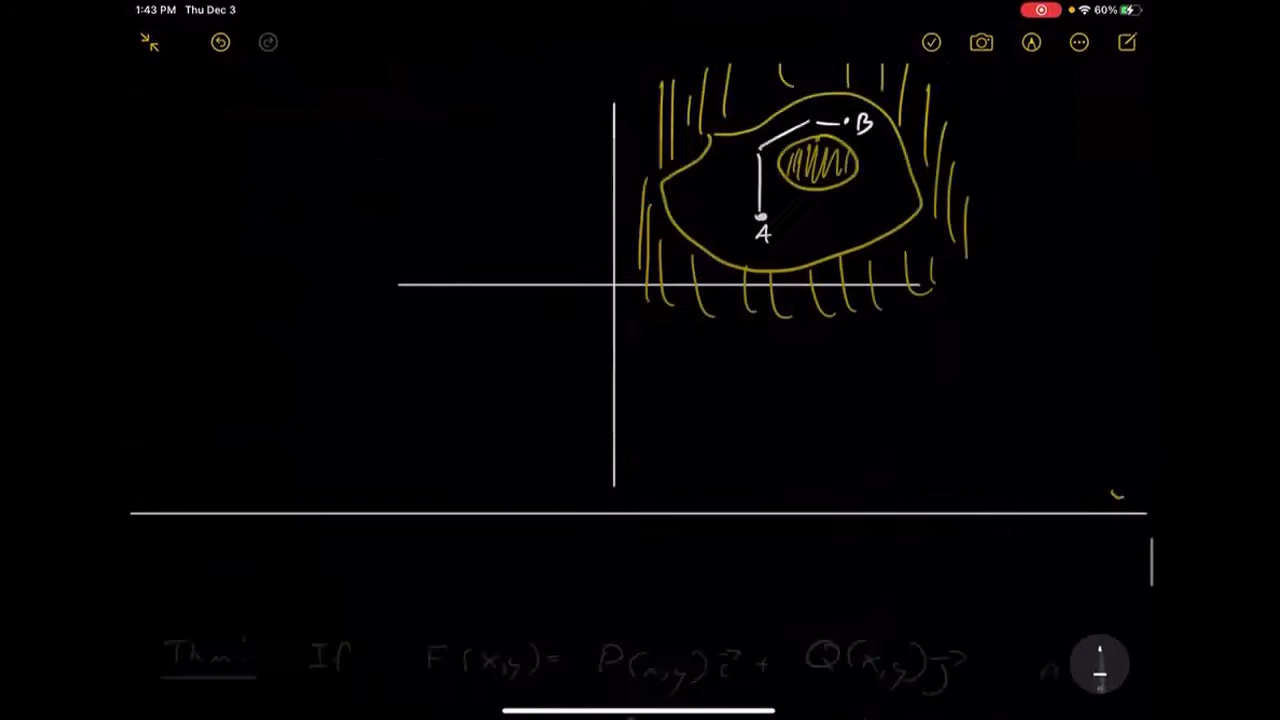 1:43 PM Thu Dec 3
60%
B
A
Thm: If F(x,y) = P(x,y)i⃗ + Q(x,y)j⃗